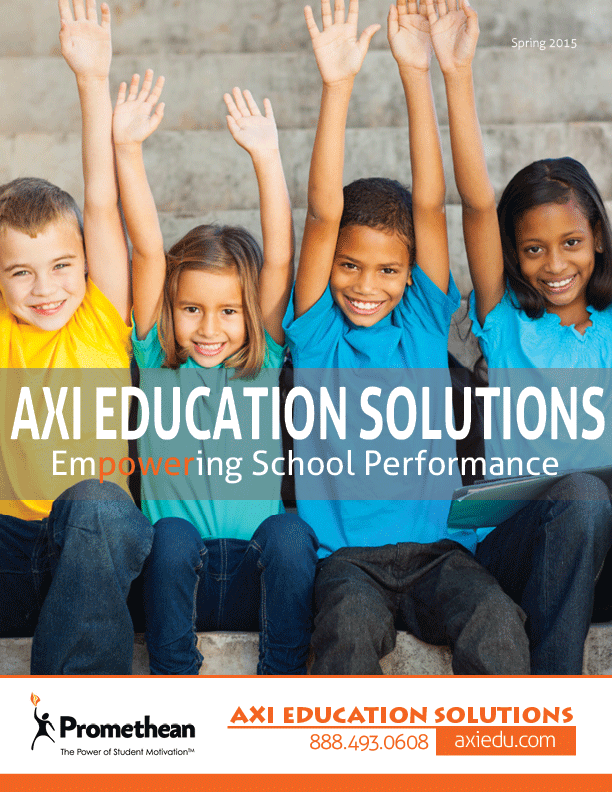 Spring 2015
AXI EDUCATION SOLUTIONS
Empowering School Performance
Promethean
The Power of Student Motivation™
AXI EDUCATION SOLUTIONS
888.493.0608
axiedu.com